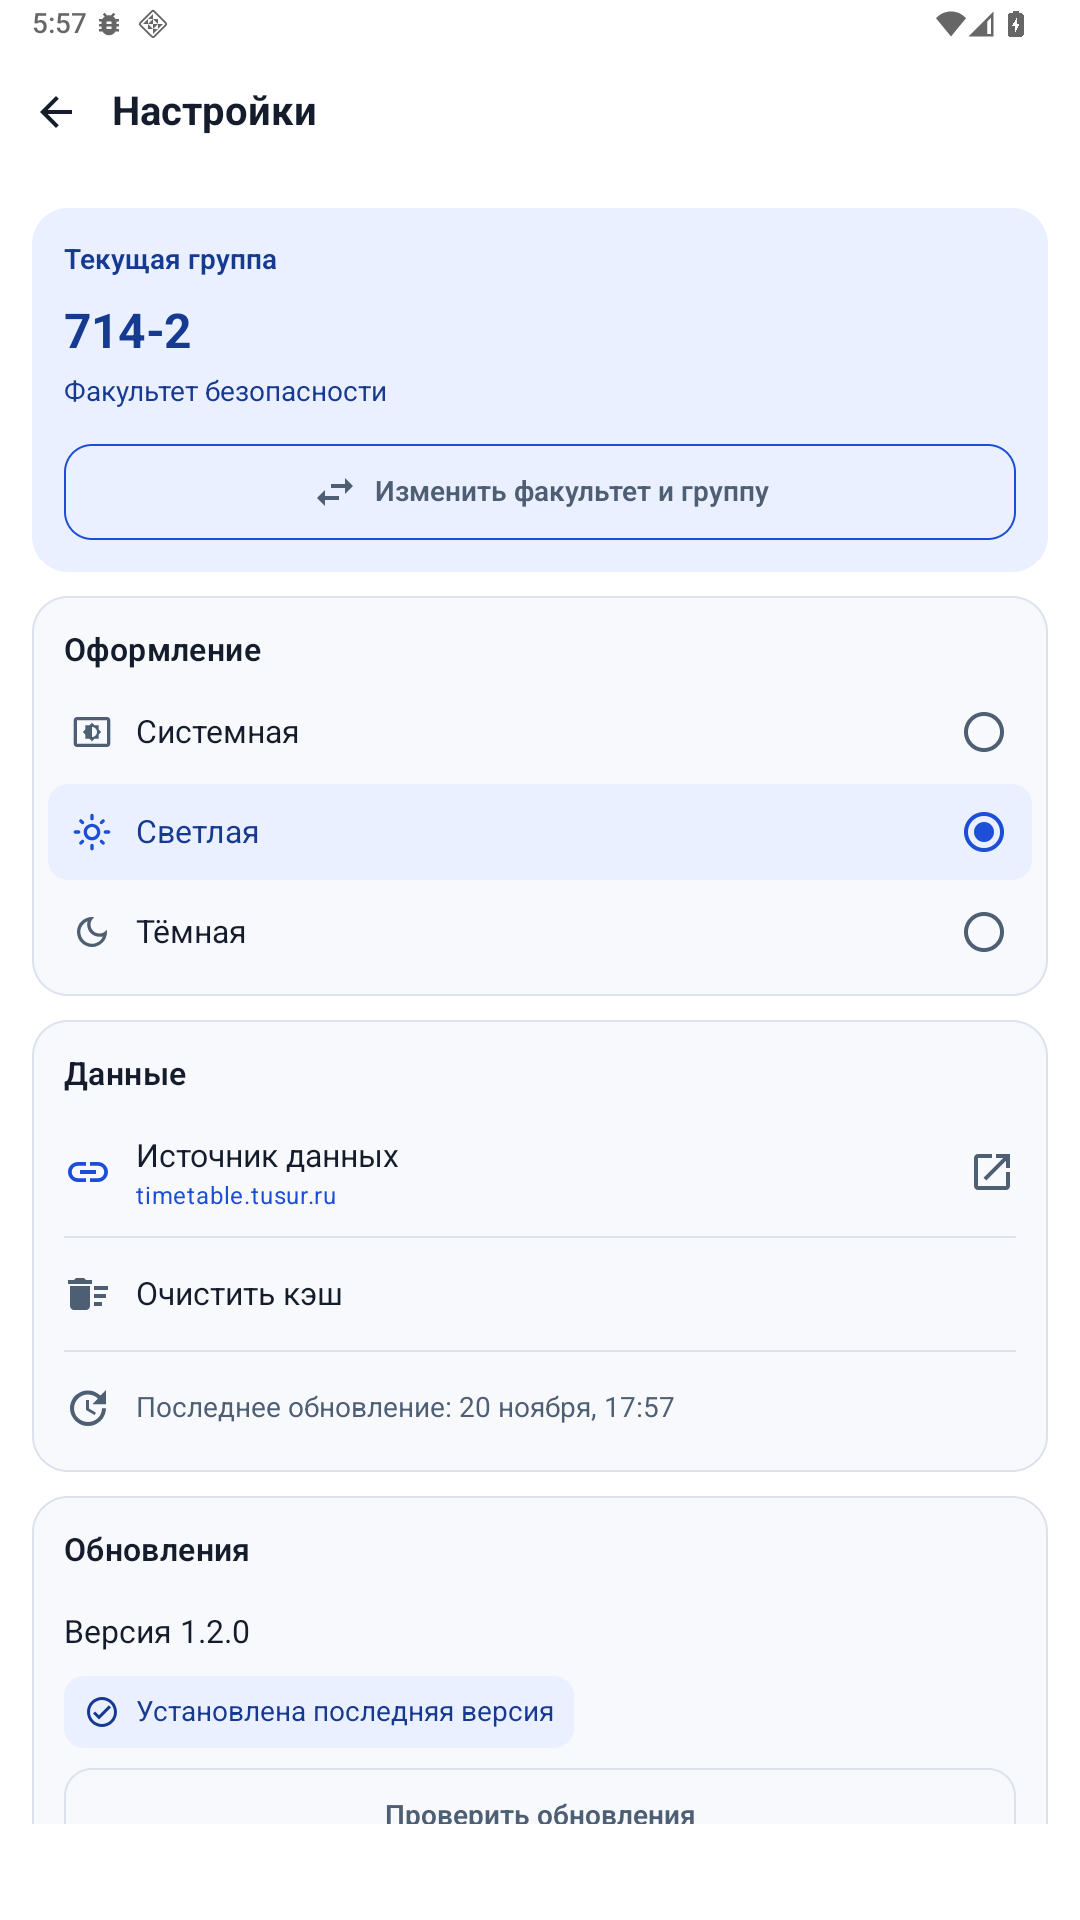 5:57
Настройки
Текущая группа
714-2
Факультет безопасности
Изменить факультет и группу
Оформление
Системная
Светлая
Тёмная
Данные
Источник данных
timetable.tusur.ru
Очистить кэш
Последнее обновление: 20 ноября, 17:57
Обновления
Версия 1.2.0
Установлена последняя версия
Проверить обновления